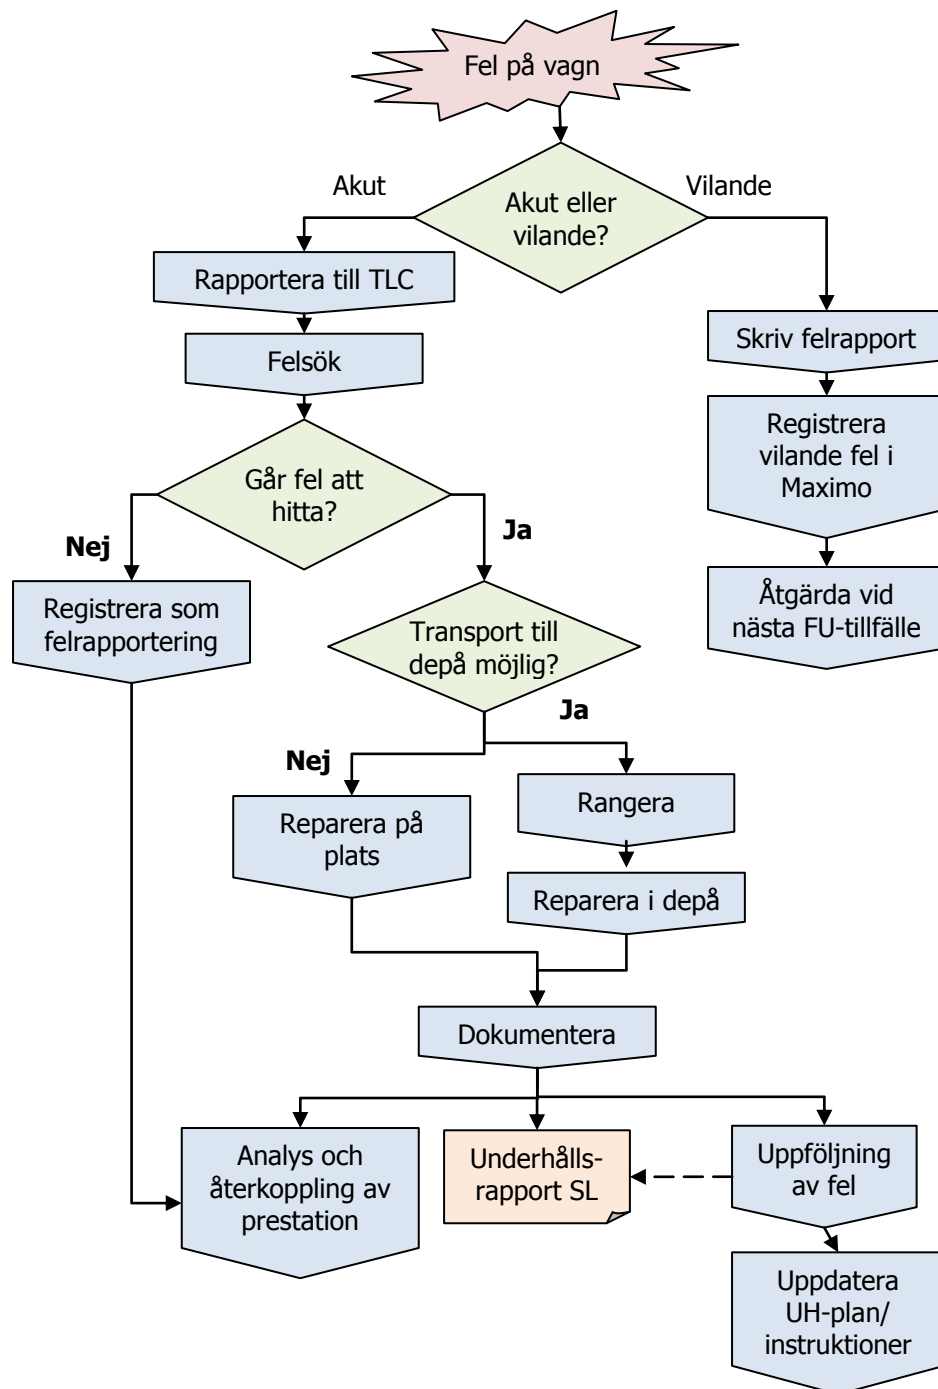 Fel på vagn
Akut
Vilande
Akut eller
vilande?
Rapportera till TLC
Skriv felrapport
Felsök
Registrera
vilande fel i
Maximo
Går fel att
hitta?
Nej
Ja
Åtgärda vid
nästa FU-tillfälle
Registrera som
felrapportering
Transport till
depå möjlig?
Ja
Nej
Rangera
Reparera på
plats
Reparera i depå
Dokumentera
Analys och
återkoppling av
prestation
Underhålls-
rapport SL
Uppföljning
av fel
Uppdatera
UH-plan/
instruktioner